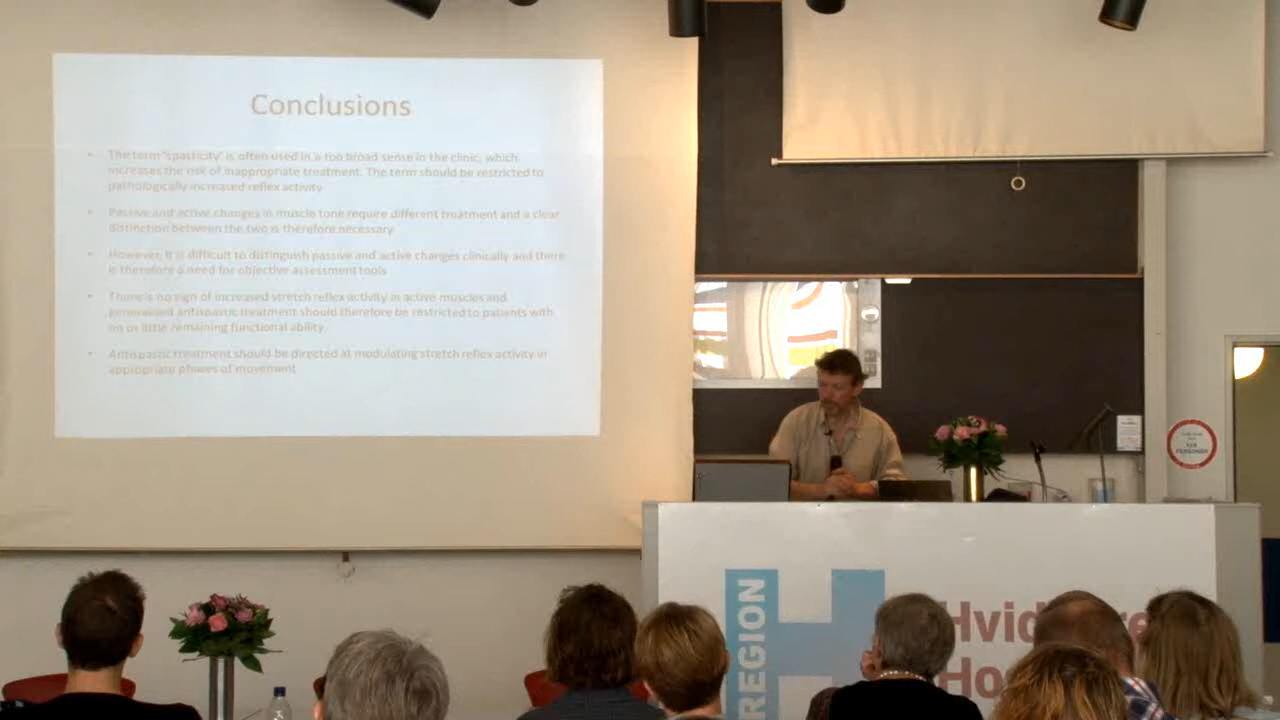 Conclusions
• The term "spasticity' is often used in a too broad sense in the clinic, which
increases the risk of inappropriate treatment. The term should be restricted to
pathologically increased reflex activity
• Passive and active changes in muscle tone require different treatment and a clear
distinction between the two is therefore necessary
• However, it is difficult to distinguish passive and active changes clinically and there
is therefore a need for objective assessment tools
• There is no sign of increased stretch reflex activity in active muscles and
generalised antispastic treatment should therefore be restricted to patients with
no or little remaining functional ability.
• Antispastic treatment should be directed at modulating stretch reflex activity in
appropriate phases of movement
PERSONER
REGION
H
Hvid re
Ho